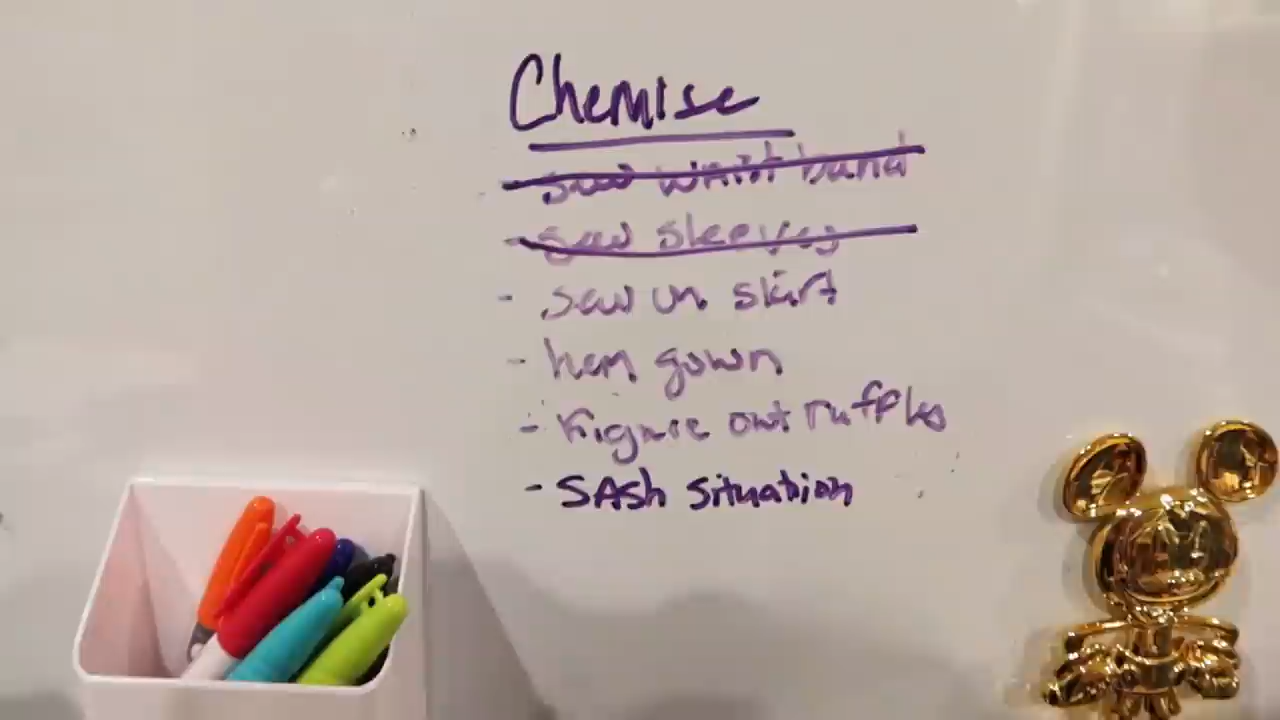 Chemise
- sew waist band
- sew sleeves
- sew on skirt
- hem gown
- Figure out ruffles
- SASh situation